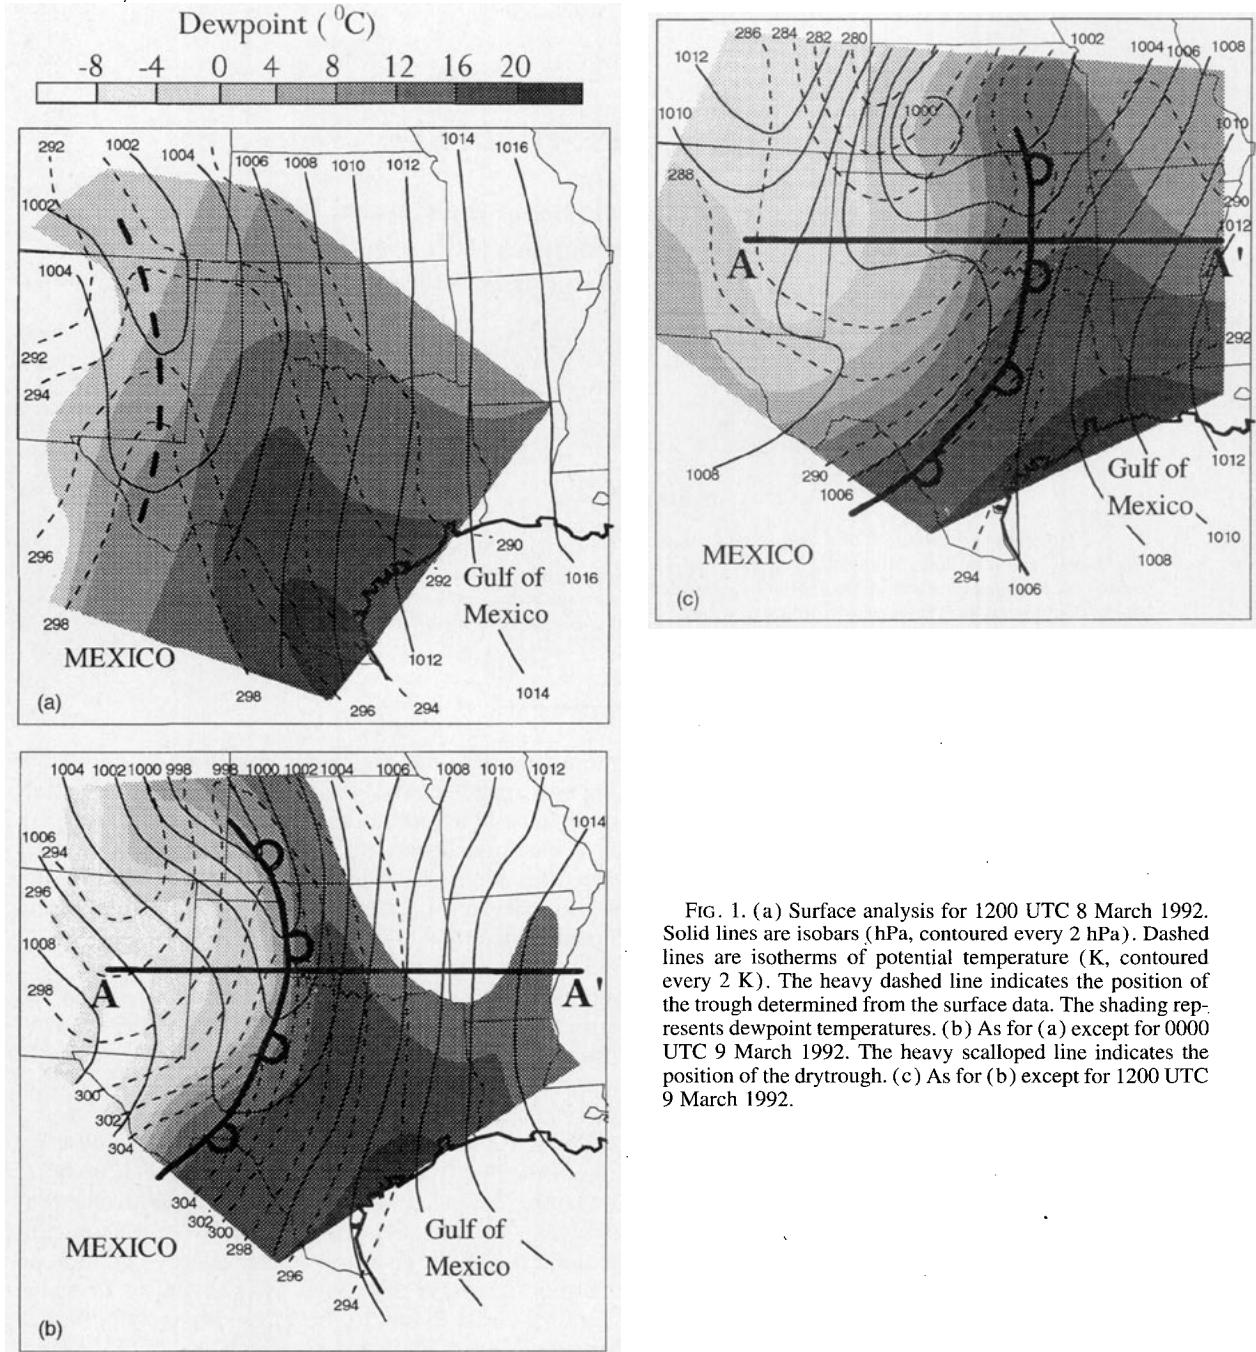 Dewpoint ( ⁰C)
-8 -4 0 4 8 12 16 20
292 1002 1004 1006 1008 1010 1012 1014 1016
1002
1004
292
294
296
298
MEXICO
290
292
Gulf of
Mexico
1016
1012
1014
298
296
294
(a)
286 284 282 280 1002 1004 1006 1008
1012
1010
1000
1010
288
290
1012
A A'
292
1008
290
1006
Gulf of
Mexico
1012
1010
1008
MEXICO
294
1006
(c)
1004 1002 1000 998 998 1000 1002 1004 1006 1008 1010 1012
1014
1006
294
296
1008
298
A A'
300
302
304
304
302
300
298
296
294
MEXICO
Gulf of
Mexico
(b)
FIG. 1. (a) Surface analysis for 1200 UTC 8 March 1992.
Solid lines are isobars (hPa, contoured every 2 hPa). Dashed
lines are isotherms of potential temperature (K, contoured
every 2 K). The heavy dashed line indicates the position of
the trough determined from the surface data. The shading rep-
resents dewpoint temperatures. (b) As for (a) except for 0000
UTC 9 March 1992. The heavy scalloped line indicates the
position of the drytrough. (c) As for (b) except for 1200 UTC
9 March 1992.